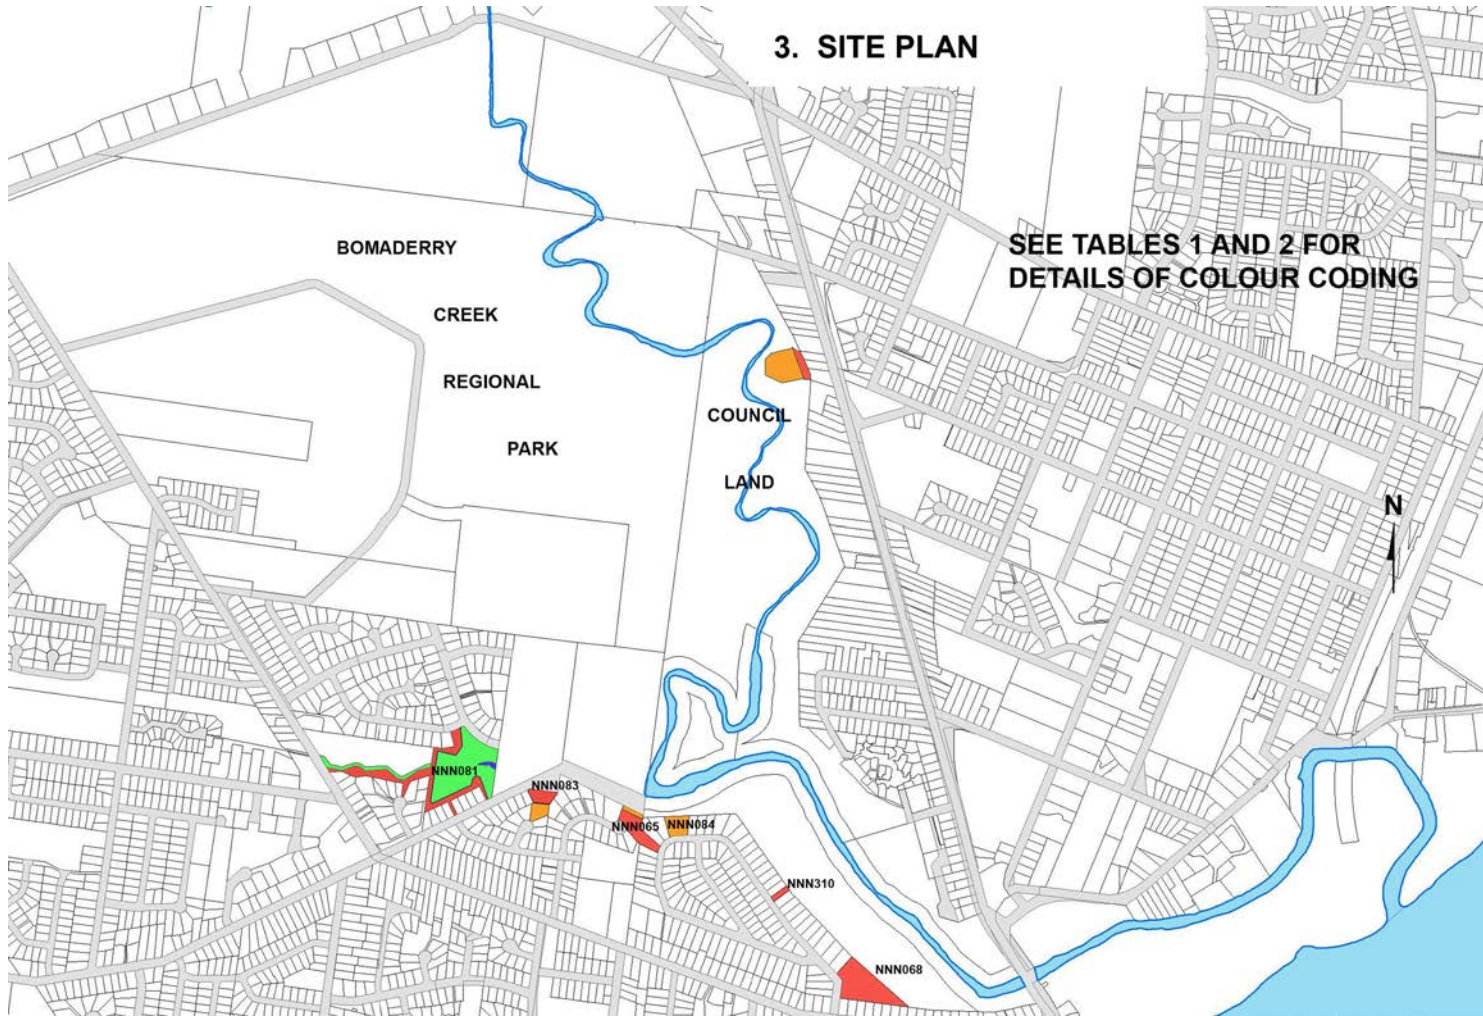 3. SITE PLAN
BOMADERRY
SEE TABLES 1 AND 2 FOR
DETAILS OF COLOUR CODING
CREEK
REGIONAL
COUNCIL
PARK
LAND
N
NNN081
NNN083
NNN065
NNN084
NNN310
NNN068